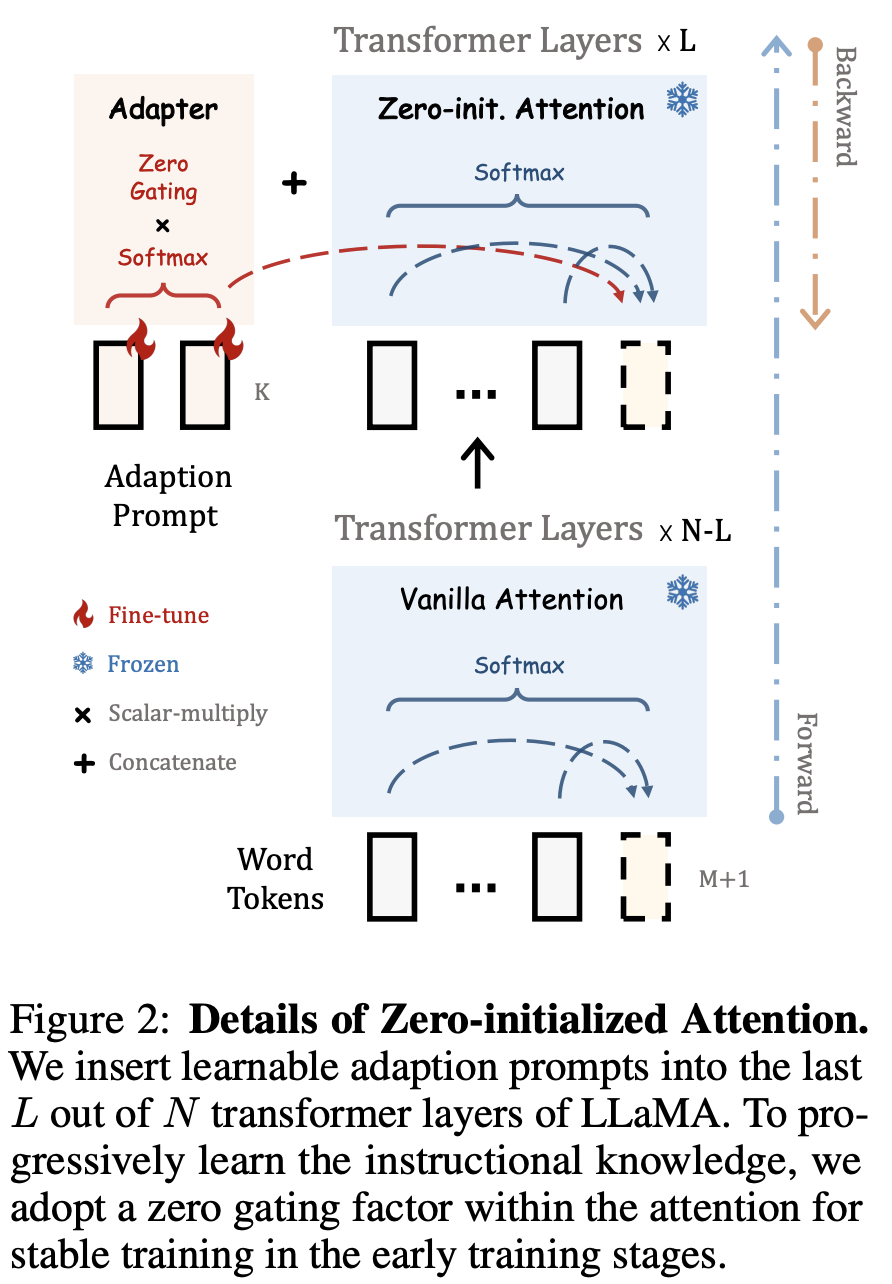 Transformer Layers x L
Adapter
Zero-init. Attention
Zero
Gating
×
Softmax
+
Softmax
K
...
Adaption
Prompt
Transformer Layers x N-L
Vanilla Attention
Softmax
Fine-tune
Frozen
× Scalar-multiply
+ Concatenate
Word
Tokens
...
M+1
Backward
Forward
Figure 2: Details of Zero-initialized Attention.
We insert learnable adaption prompts into the last
L out of N transformer layers of LLaMA. To pro-
gressively learn the instructional knowledge, we
adopt a zero gating factor within the attention for
stable training in the early training stages.